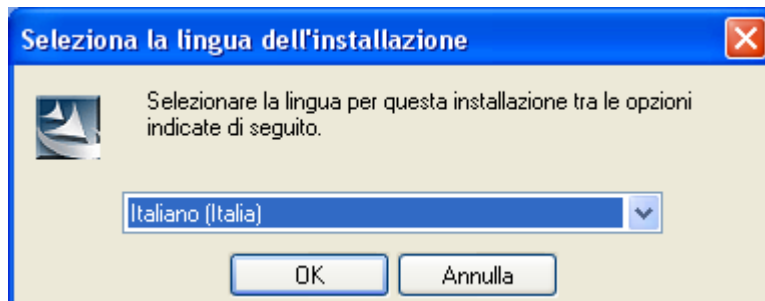 Seleziona la lingua dell'installazione
Selezionare la lingua per questa installazione tra le opzioni
indicate di seguito.
Italiano (Italia)
OK Annulla